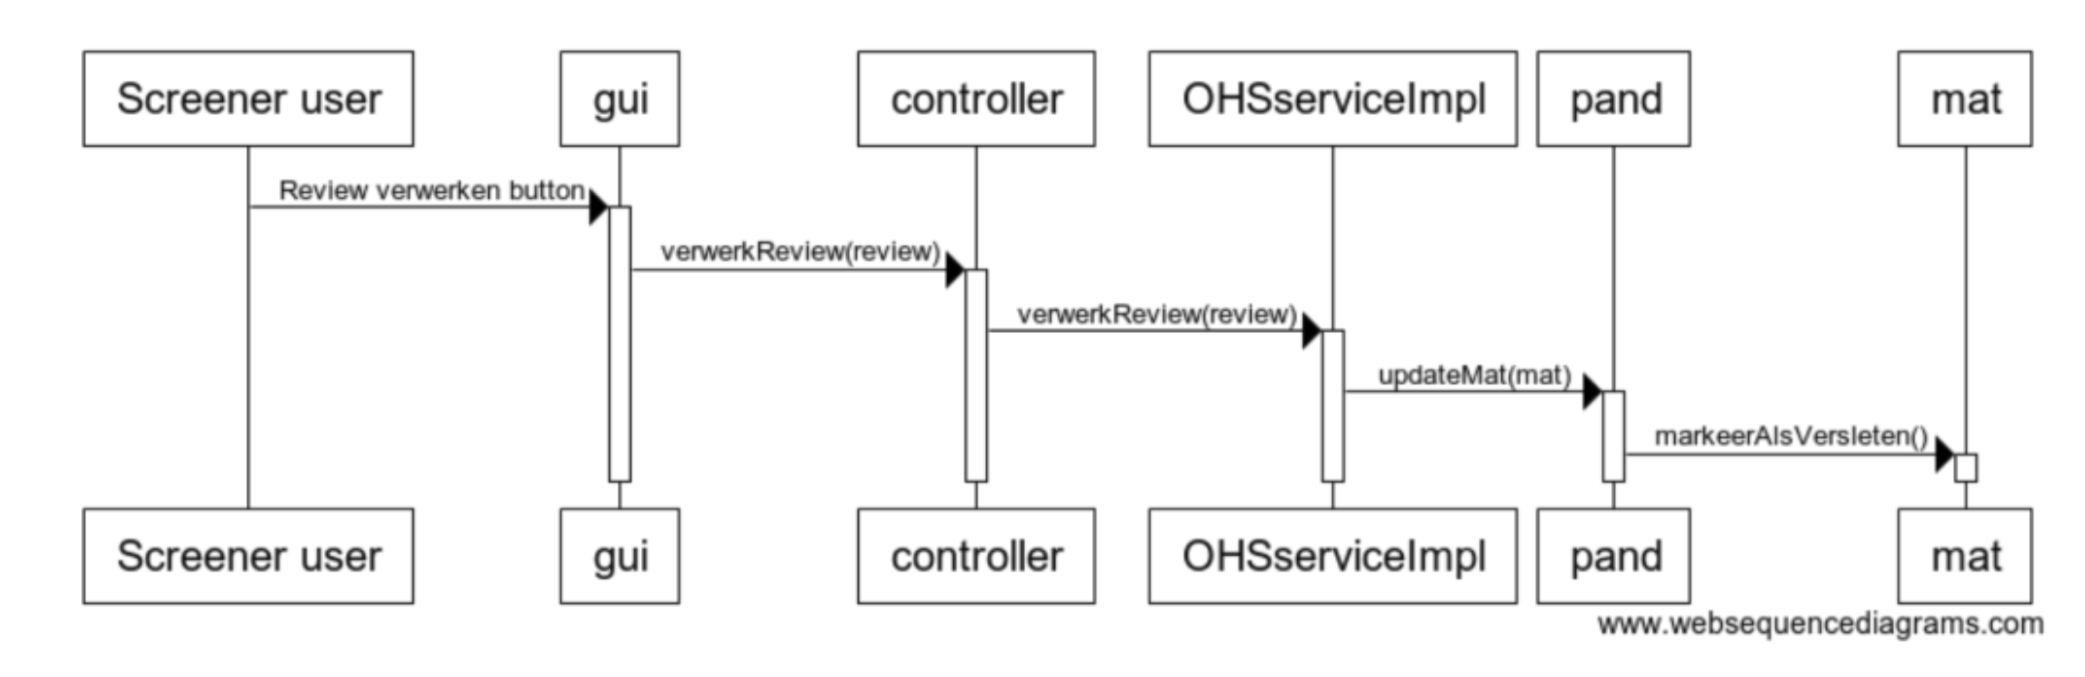 Screener user
gui
controller
OHSserviceImpl
pand
mat
Review verwerken button
verwerkReview(review)
verwerkReview(review)
updateMat(mat)
markeerAlsVersleten()
Screener user
gui
controller
OHSserviceImpl
pand
mat
www.websequencediagrams.com